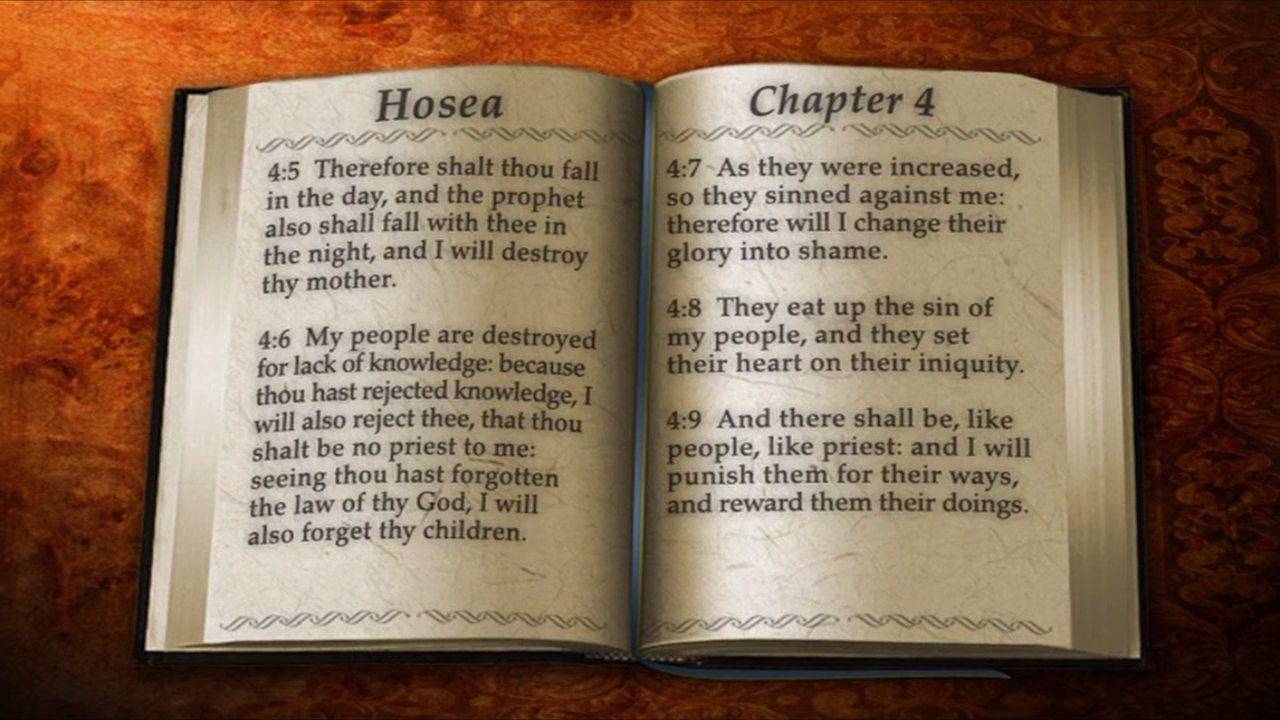 Hosea
4:5 Therefore shalt thou fall
in the day, and the prophet
also shall fall with thee in
the night, and I will destroy
thy mother.
4:6 My people are destroyed
for lack of knowledge: because
thou hast rejected knowledge, I
will also reject thee, that thou
shalt be no priest to me:
seeing thou hast forgotten
the law of thy God, I will
also forget thy children.
Chapter 4
4:7 As they were increased,
so they sinned against me:
therefore will I change their
glory into shame.
4:8 They eat up the sin of
my people, and they set
their heart on their iniquity.
4:9 And there shall be, like
people, like priest: and I will
punish them for their ways,
and reward them their doings.